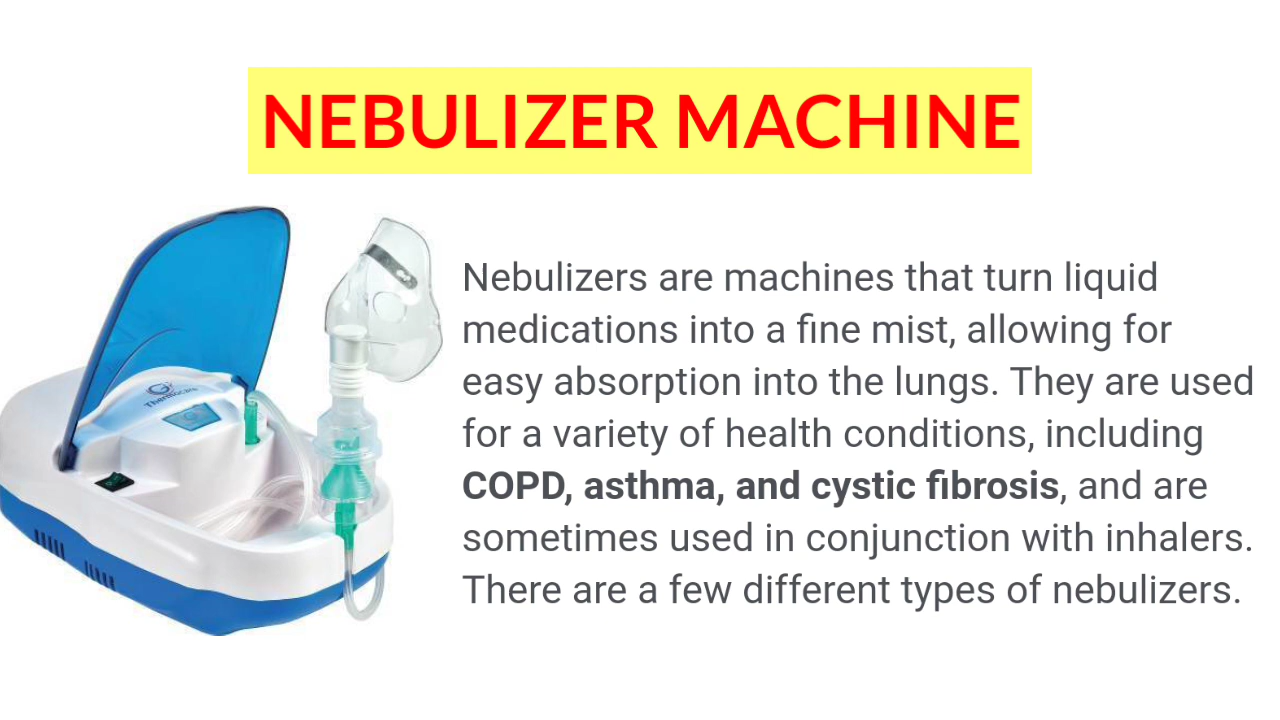 NEBULIZER MACHINE
Nebulizers are machines that turn liquid
medications into a fine mist, allowing for
easy absorption into the lungs. They are used
for a variety of health conditions, including
COPD, asthma, and cystic fibrosis, and are
sometimes used in conjunction with inhalers.
There are a few different types of nebulizers.
Thermocare